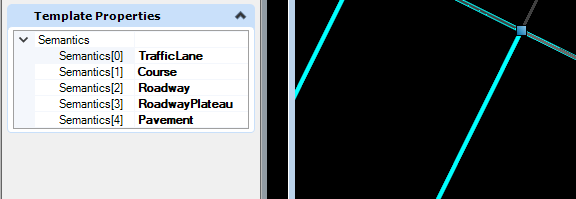 Template Properties
Semantics
Semantics[0] TrafficLane
Semantics[1] Course
Semantics[2] Roadway
Semantics[3] RoadwayPlateau
Semantics[4] Pavement